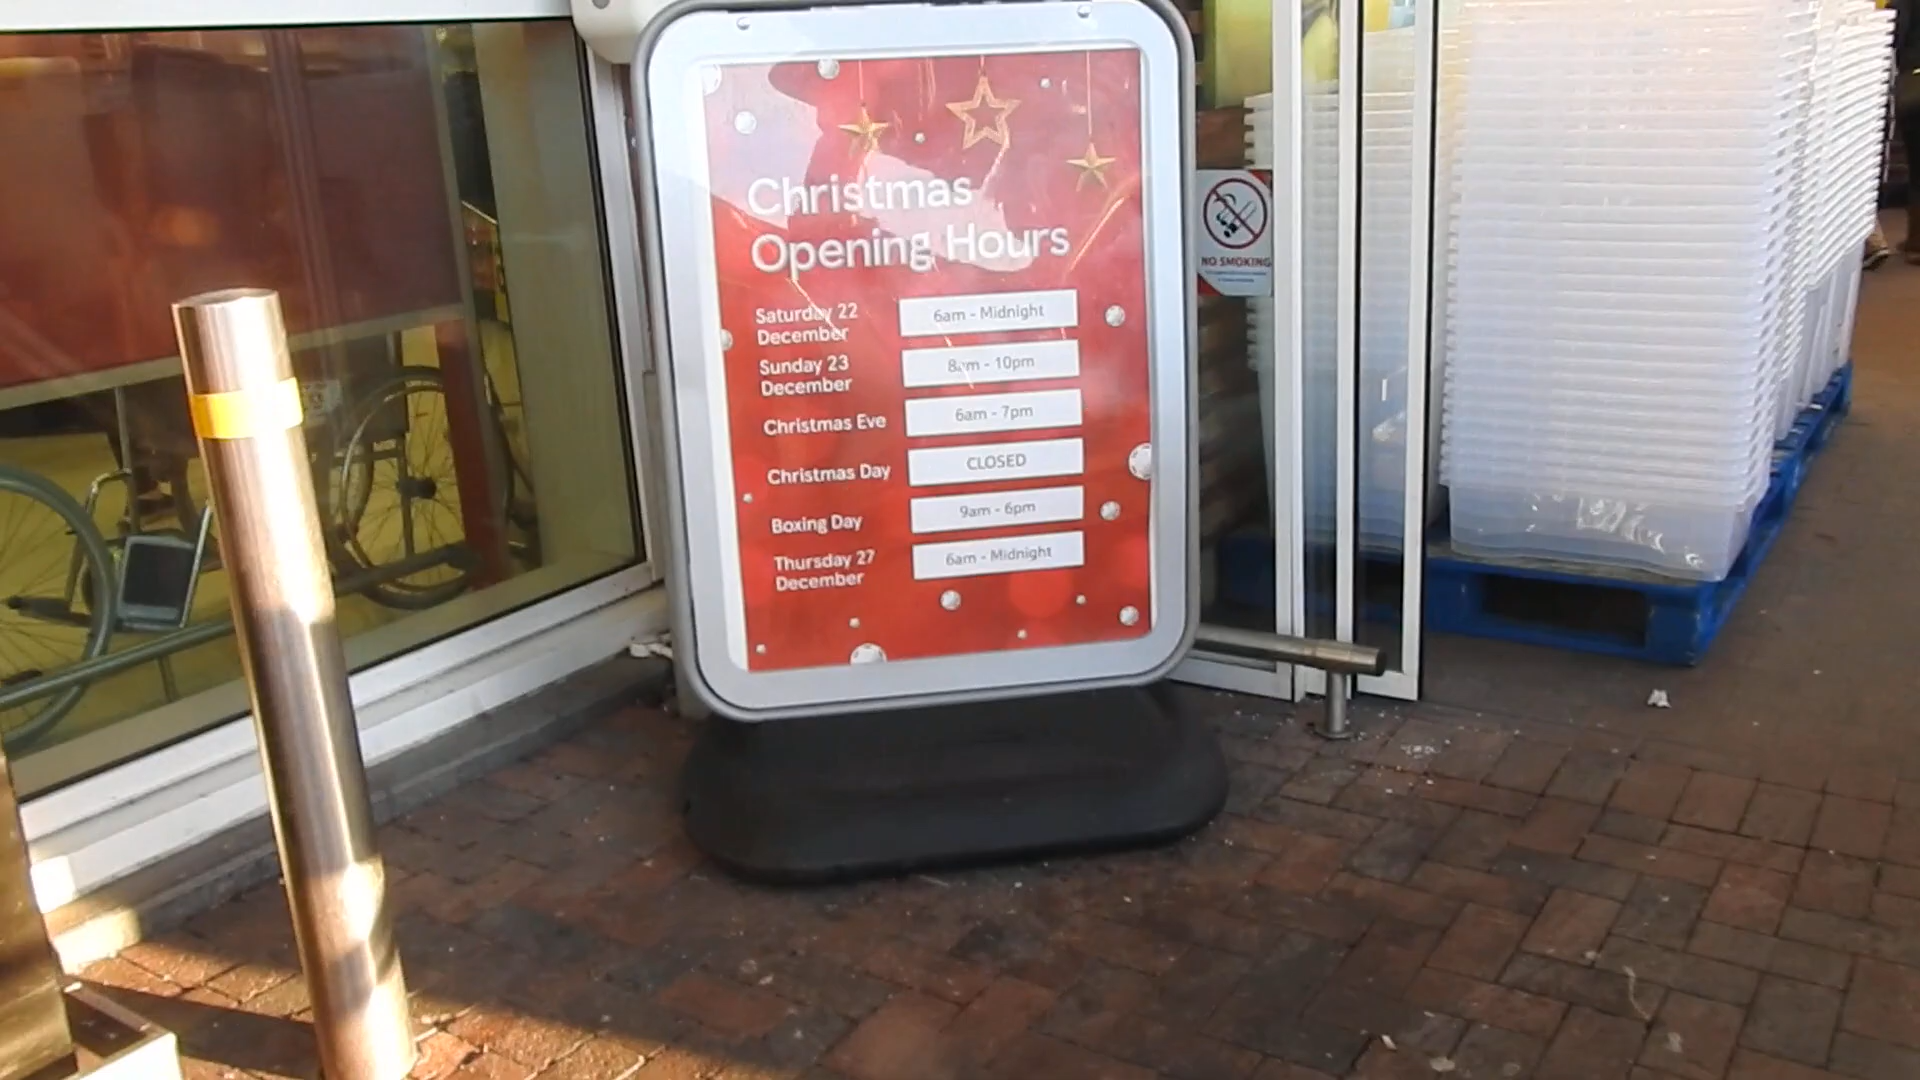 Christmas
Opening Hours
Saturday 22
December
6am - Midnight
Sunday 23
December
8am - 10pm
Christmas Eve
6am - 7pm
Christmas Day
CLOSED
Boxing Day
9am - 6pm
Thursday 27
December
6am - Midnight
NO SMOKING